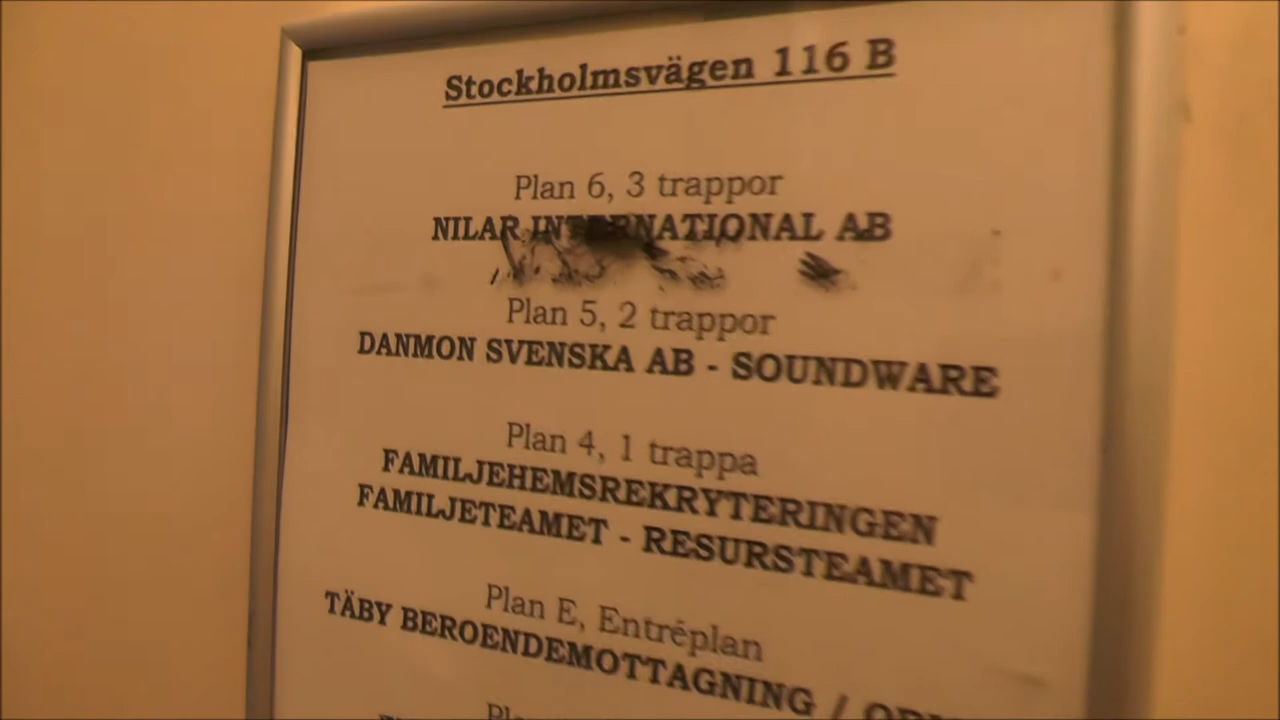 Stockholmsvägen 116 B
Plan 6, 3 trappor
NILAR INTERNATIONAL AB
Plan 5, 2 trappor
DANMON SVENSKA AB - SOUNDWARE
Plan 4, 1 trappa
FAMILJEHEMSREKRYTERINGEN
FAMILJETEAMET - RESURSTEAMET
Plan E, Entréplan
TÄBY BEROENDEMOTTAGNING /